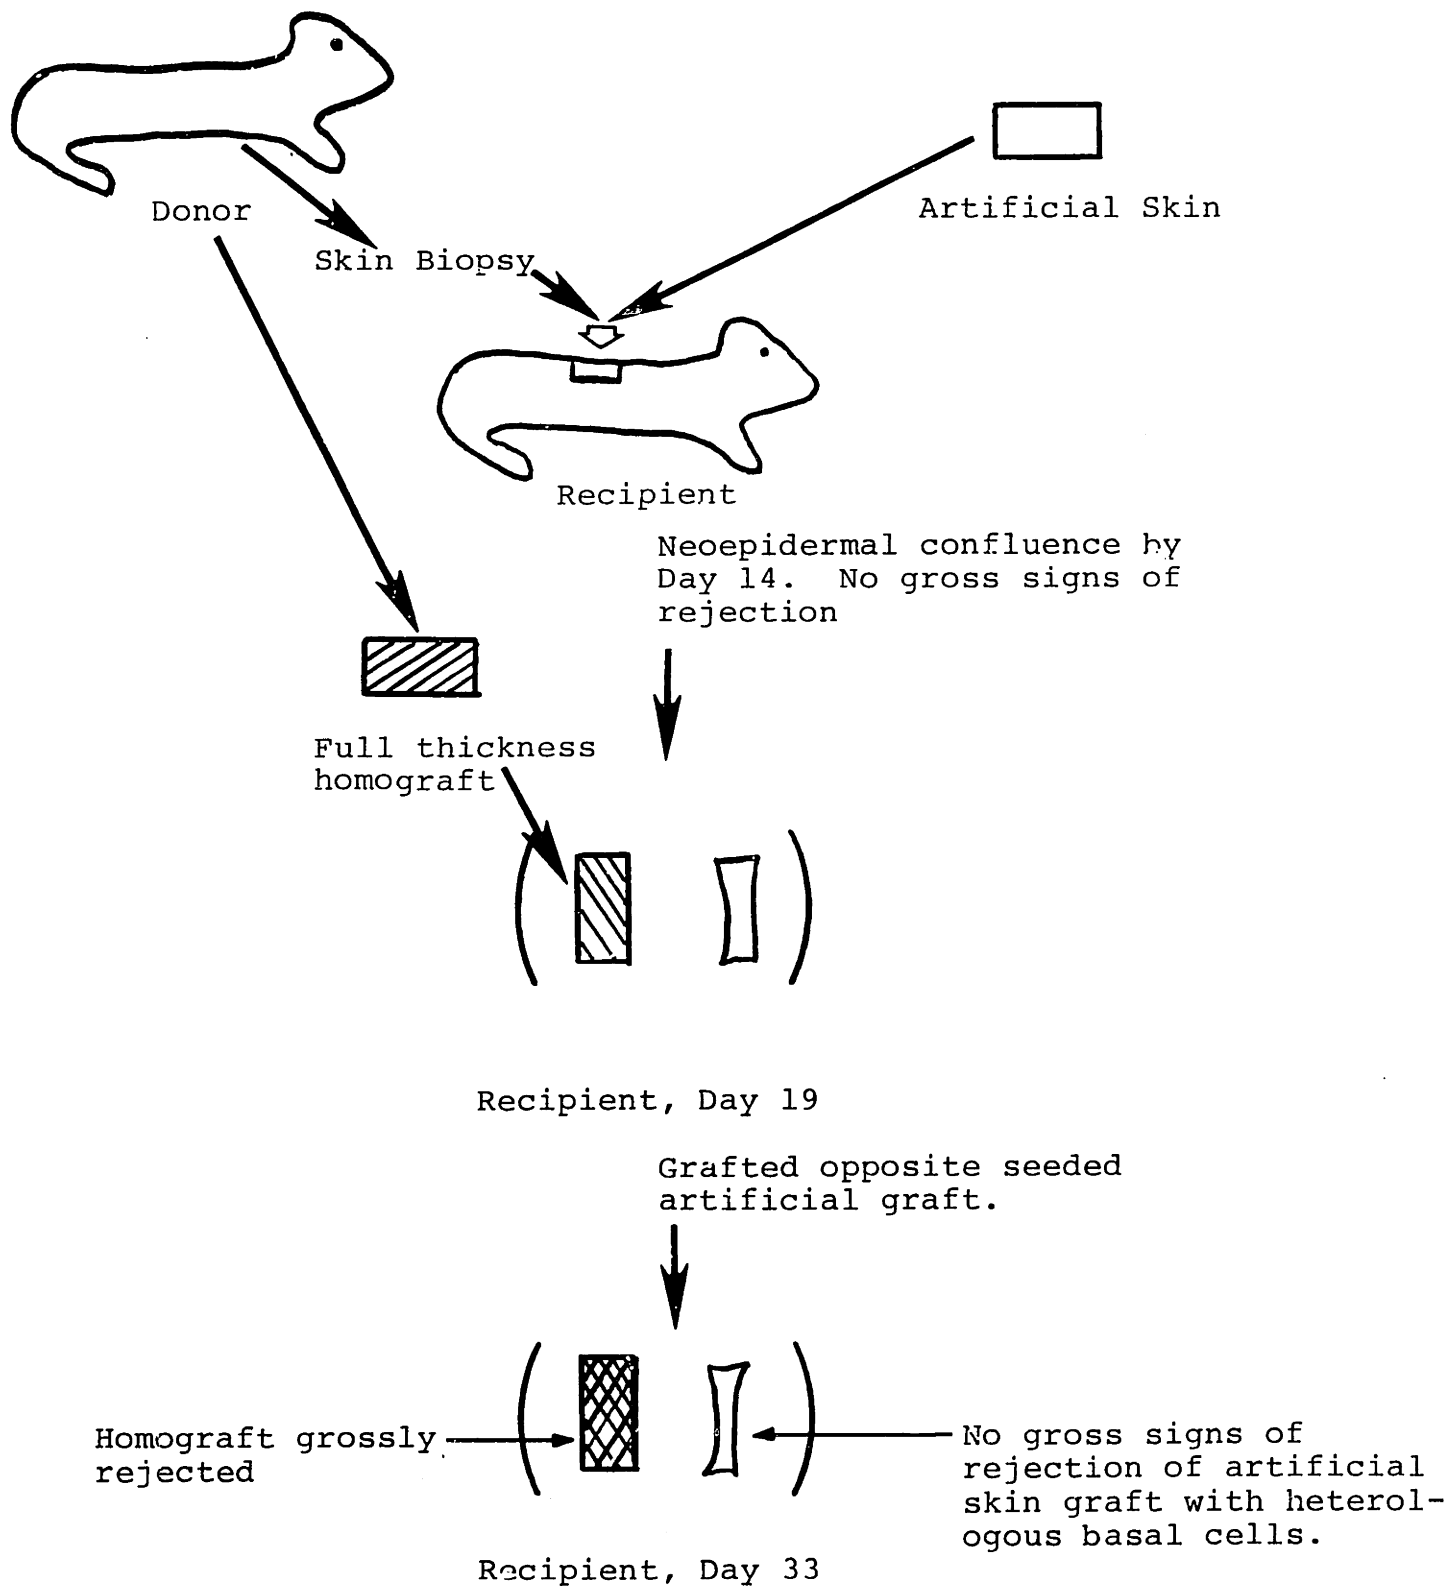 Donor
Artificial Skin
Skin Biopsy
Recipient
Neoepidermal confluence by
Day 14. No gross signs of
rejection
Full thickness
homograft
Recipient, Day 19
Grafted opposite seeded
artificial graft.
Homograft grossly
rejected
No gross signs of
rejection of artificial
skin graft with heterol-
ogous basal cells.
Recipient, Day 33